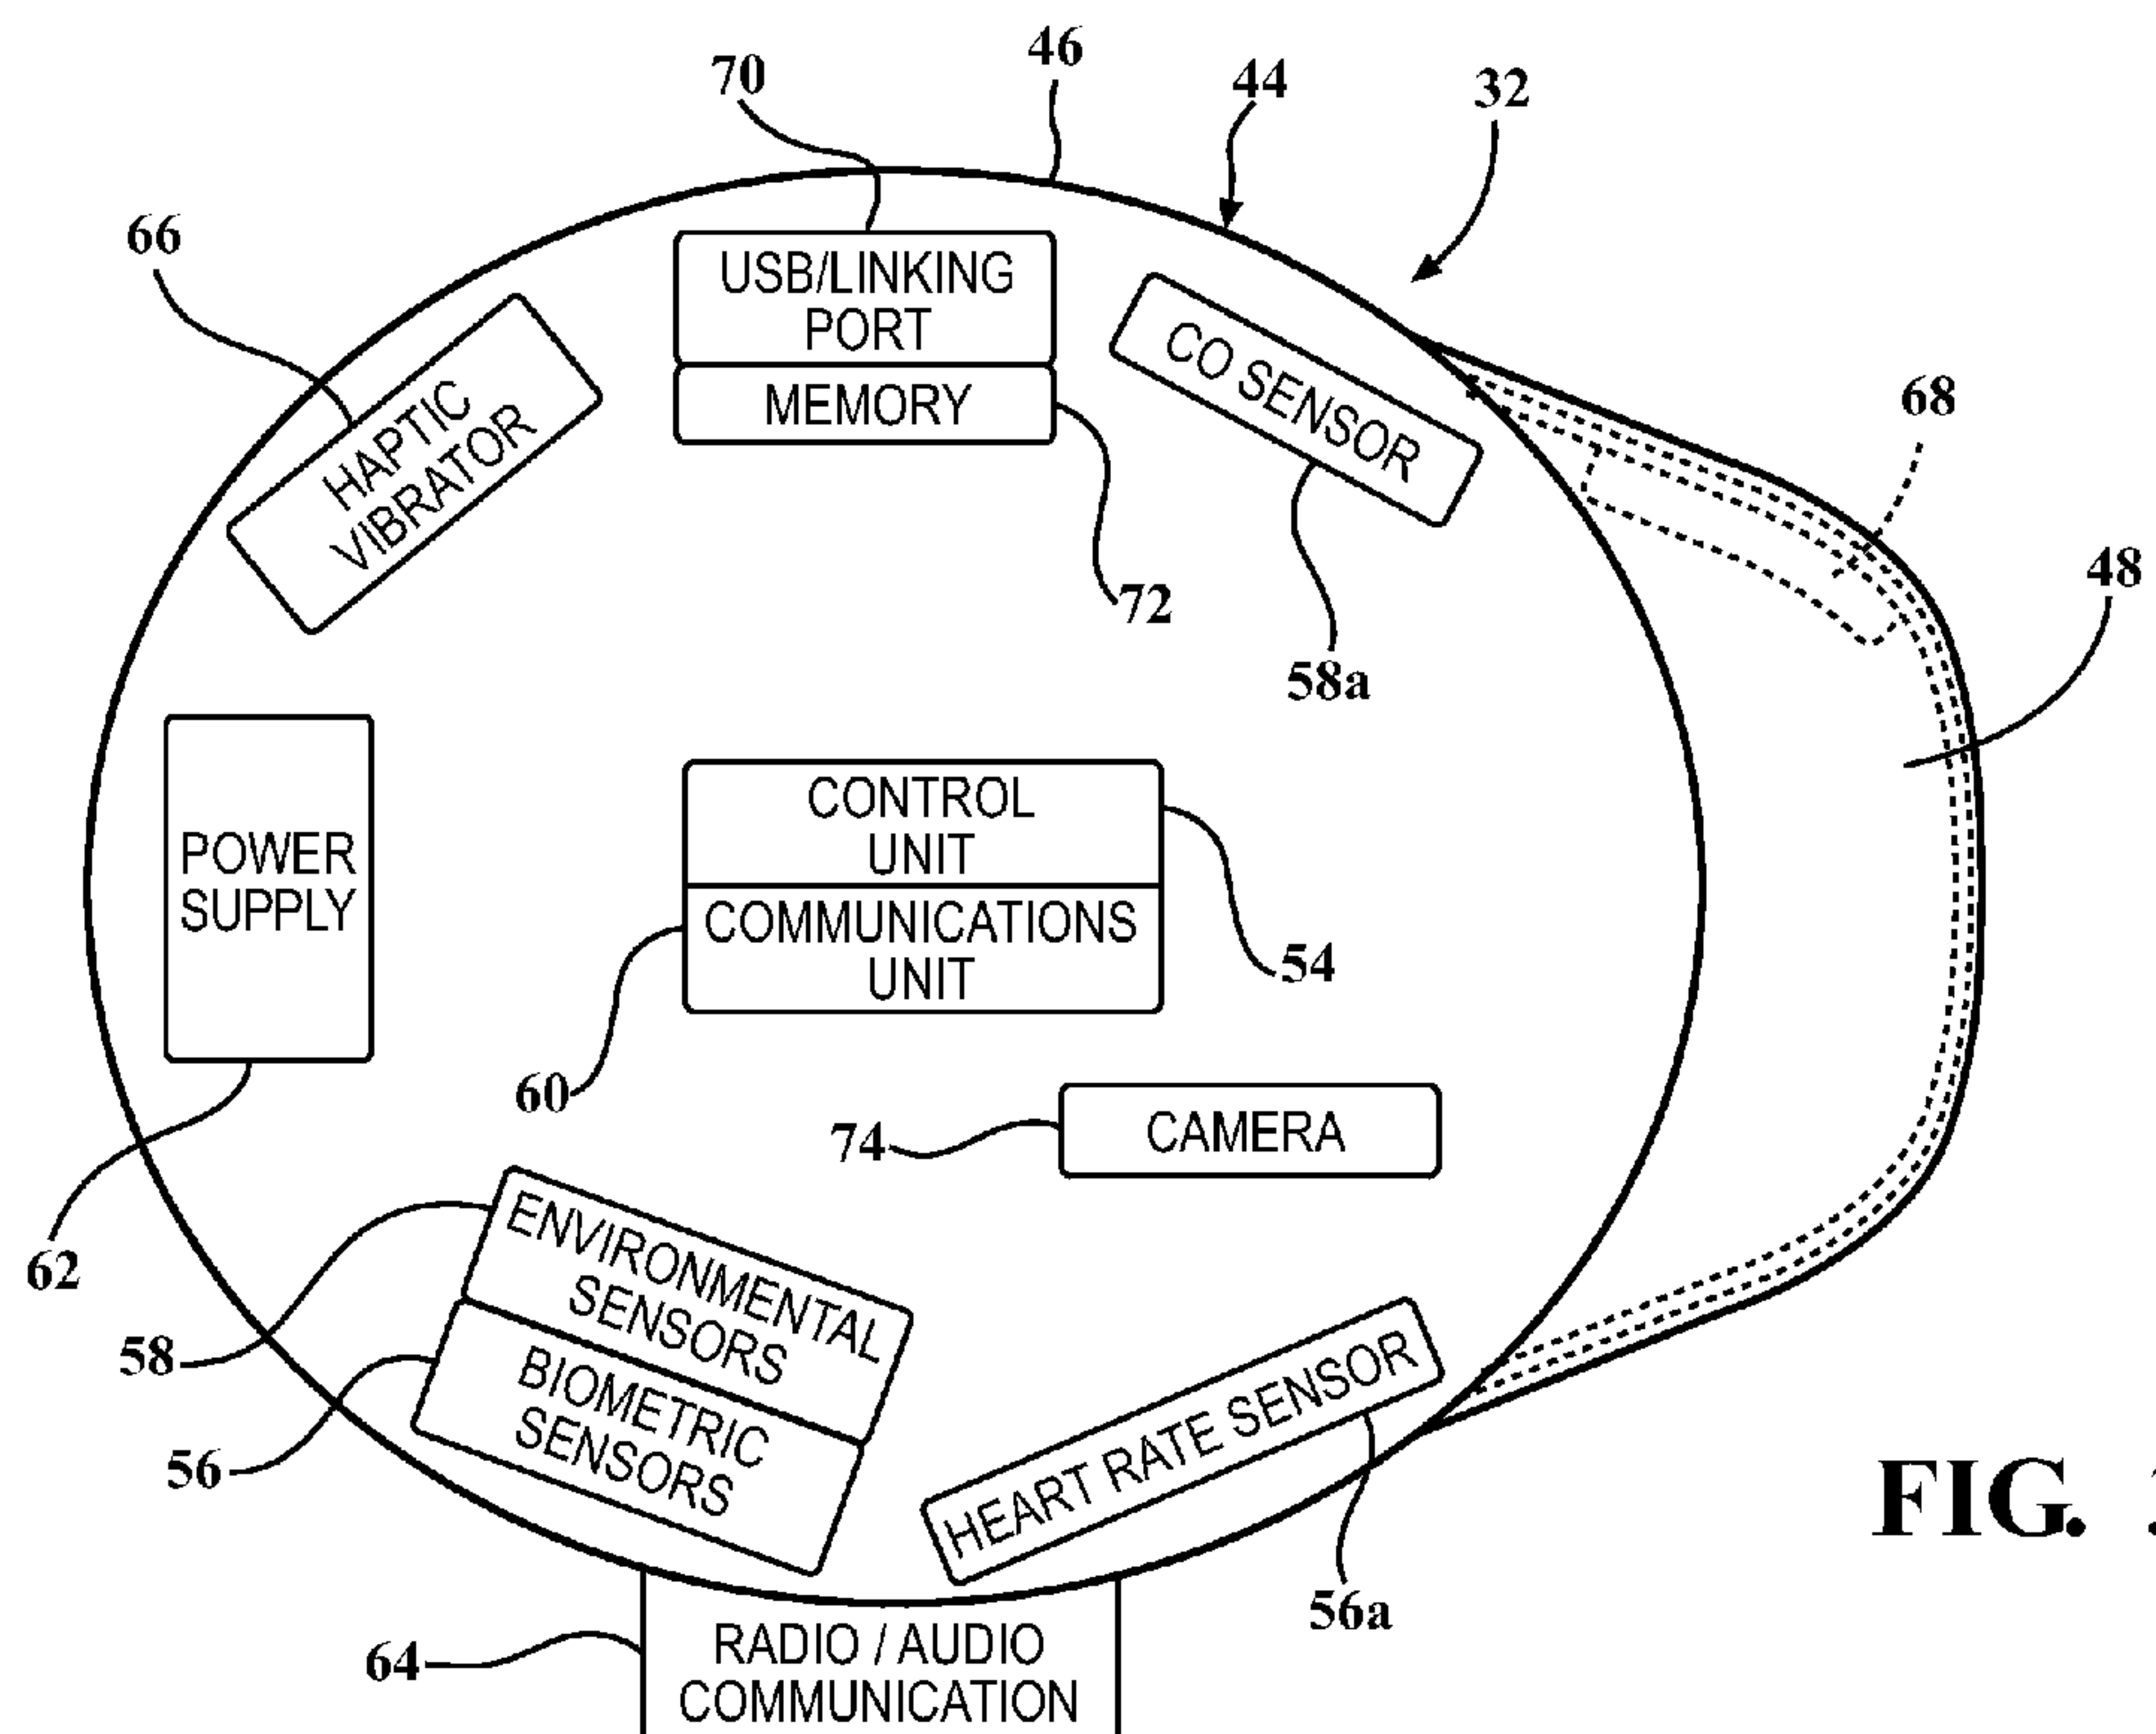 46
70
44
32
66
USB/LINKING
PORT
MEMORY
CO SENSOR
68
HAPTIC
VIBRATOR
48
72
58a
CONTROL
UNIT
POWER
SUPPLY
COMMUNICATIONS
UNIT
54
60
CAMERA
74
ENVIRONMENTAL
SENSORS
62
58
BIOMETRIC
SENSORS
HEART RATE SENSOR
56
FIG.
56a
64
RADIO / AUDIO
COMMUNICATION